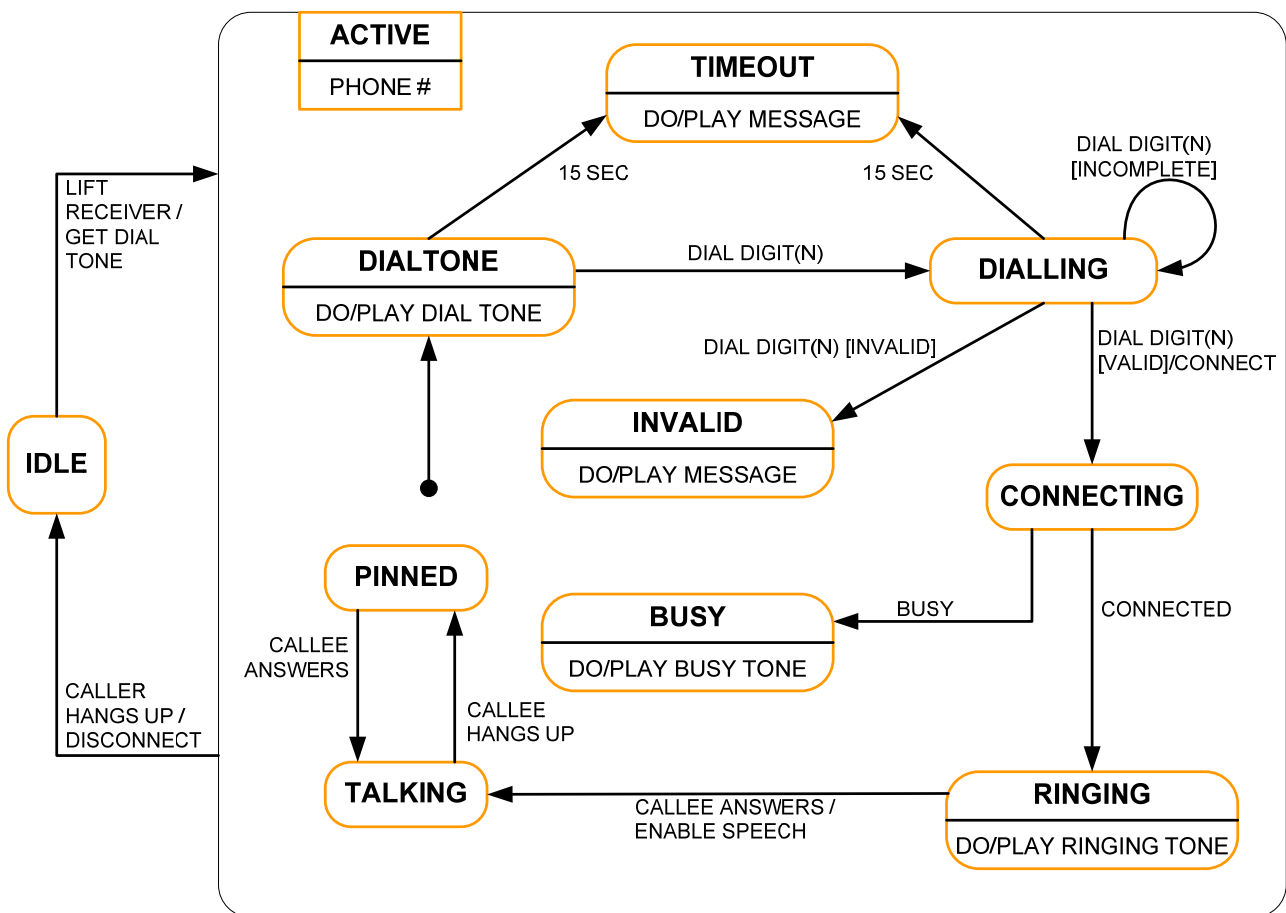 ACTIVE
PHONE #
TIMEOUT
DO/PLAY MESSAGE
DIAL DIGIT(N)
[INCOMPLETE]
15 SEC
15 SEC
LIFT
RECEIVER /
GET DIAL
TONE
DIALTONE
DO/PLAY DIAL TONE
DIAL DIGIT(N)
DIALLING
DIAL DIGIT(N) [INVALID]
DIAL DIGIT(N)
[VALID]/CONNECT
INVALID
DO/PLAY MESSAGE
IDLE
CONNECTING
PINNED
BUSY
DO/PLAY BUSY TONE
BUSY
CONNECTED
CALLEE
ANSWERS
CALLEE
HANGS UP
CALLER
HANGS UP /
DISCONNECT
TALKING
CALLEE ANSWERS /
ENABLE SPEECH
RINGING
DO/PLAY RINGING TONE